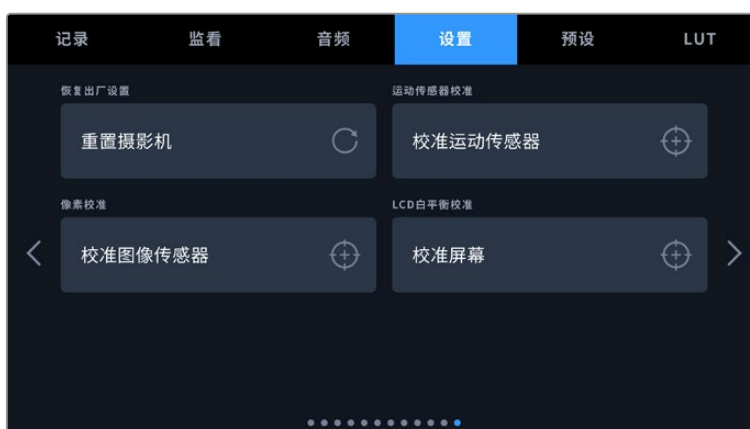 记录 监看 音频 设置 预设 LUT
恢复出厂设置 运动传感器校准
重置摄影机 校准运动传感器
像素校准 LCD白平衡校准
校准图像传感器 校准屏幕